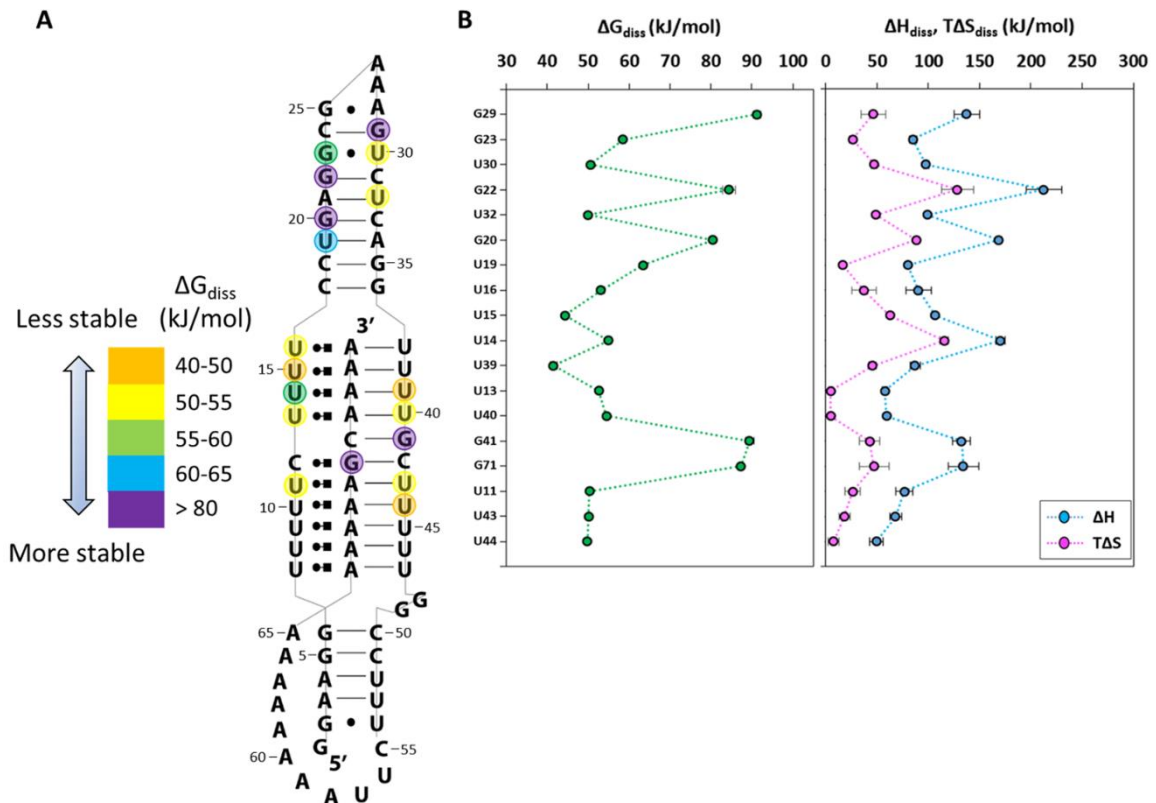 A
B
ΔGdiss (kJ/mol)
ΔHdiss, TΔSdiss (kJ/mol)
30 40 50 60 70 80 90 100
0 50 100 150 200 250 300
G29
G23
U30
G22
U32
G20
U19
U16
U15
U14
U39
U13
U40
G41
G71
U11
U43
U44
ΔH
TΔS
ΔGdiss
(kJ/mol)
Less stable
40-50
50-55
55-60
60-65
> 80
More stable
A
A
25 G A
C G
G U 30
G C
A U
20 G C
U A
C G 35
C G
3′
U A U
15 U A U
U A U
U A U 40
C G
C G C
U A U
10 U A U
U A U 45
U A U
U A U
G
G
65 A G C 50
A 5 G C
A A U
A A U
A G U
60 A G 5′ C 55
A A U U